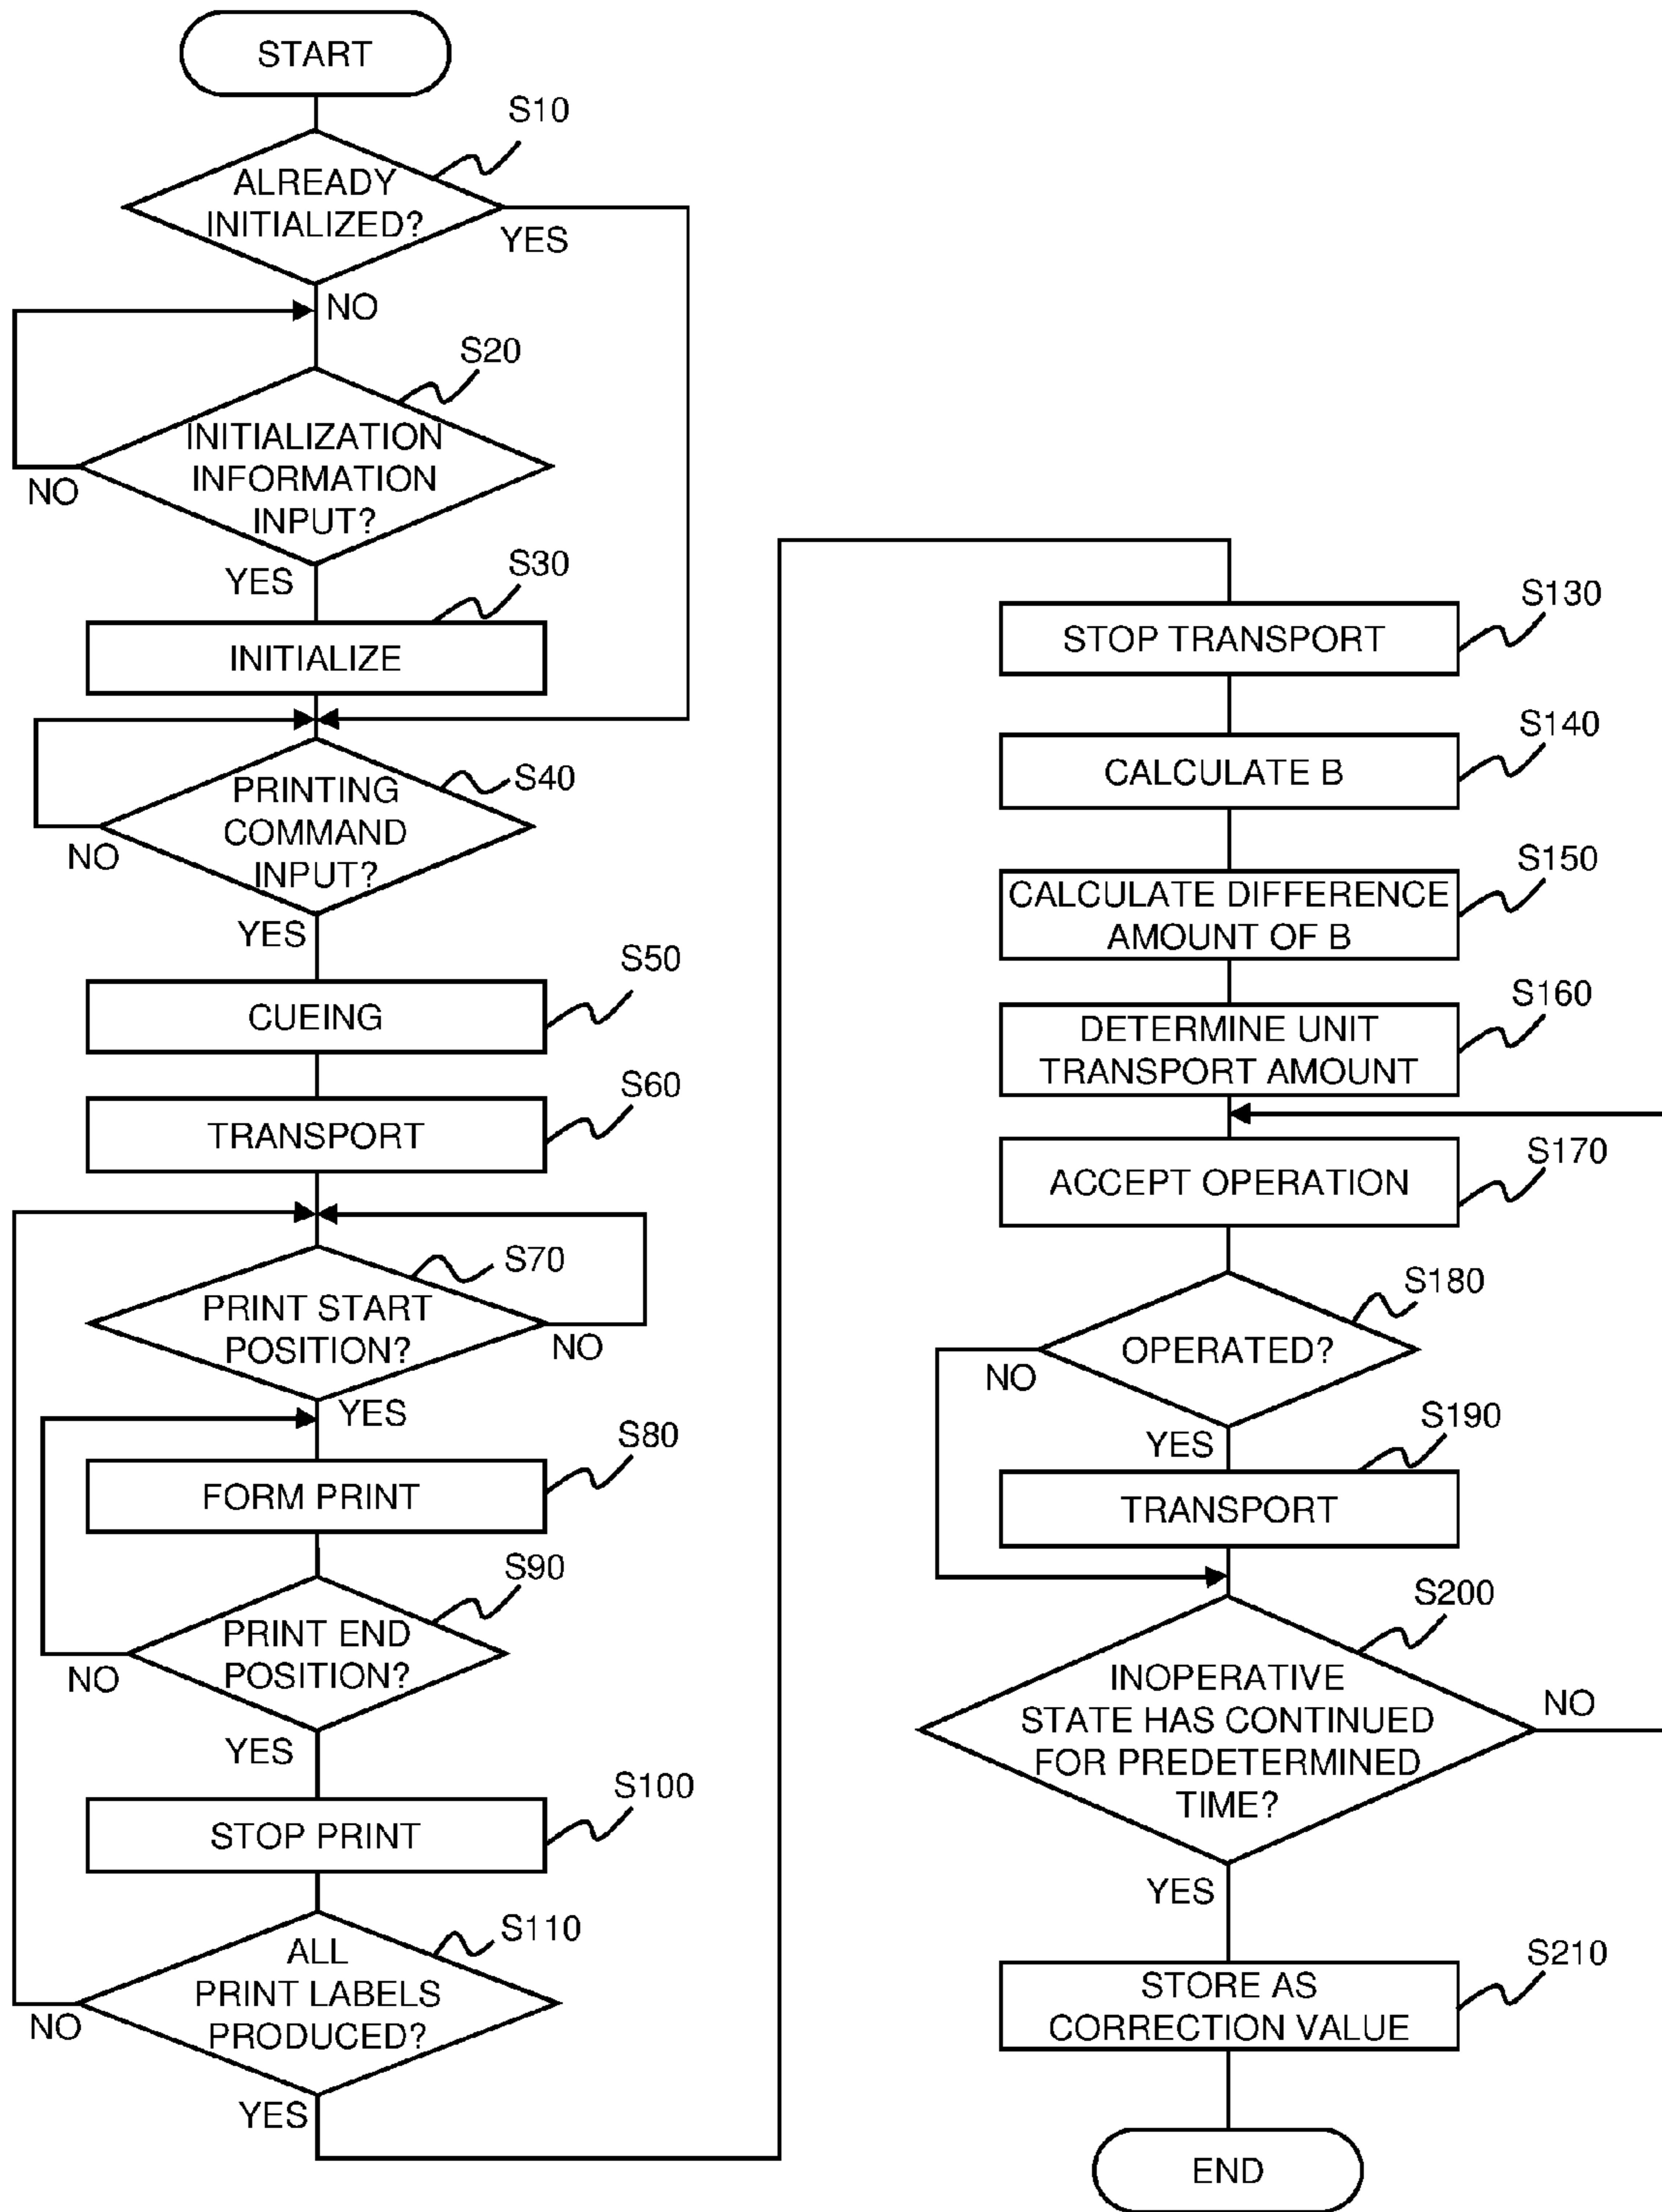 START
S10
ALREADY
INITIALIZED?
YES
NO
S20
INITIALIZATION
INFORMATION
INPUT?
NO
YES
S30
INITIALIZE
S40
PRINTING
COMMAND
INPUT?
NO
YES
S50
CUEING
S60
TRANSPORT
S70
PRINT START
POSITION?
NO
YES
S80
FORM PRINT
S90
PRINT END
POSITION?
NO
YES
S100
STOP PRINT
S110
ALL
PRINT LABELS
PRODUCED?
NO
YES
S130
STOP TRANSPORT
S140
CALCULATE B
S150
CALCULATE DIFFERENCE
AMOUNT OF B
S160
DETERMINE UNIT
TRANSPORT AMOUNT
S170
ACCEPT OPERATION
S180
OPERATED?
NO
YES
S190
TRANSPORT
S200
INOPERATIVE
STATE HAS CONTINUED
FOR PREDETERMINED
TIME?
NO
YES
S210
STORE AS
CORRECTION VALUE
END